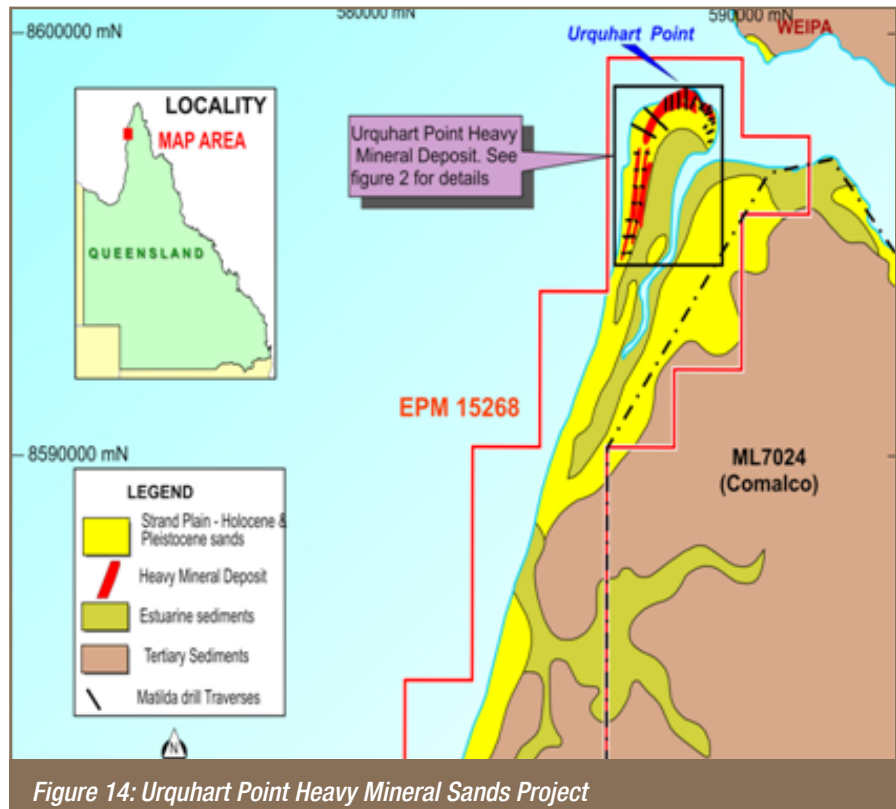 580000 mN
590000 mN
8600000 mN
WEIPA
Urquhart Point
LOCALITY
MAP AREA
QUEENSLAND
Urquhart Point Heavy
Mineral Deposit. See
figure 2 for details
EPM 15268
8590000 mN
ML7024
(Comalco)
LEGEND
Strand Plain - Holocene &
Pleistocene sands
Heavy Mineral Deposit
Estuarine sediments
Tertiary Sediments
Matilda drill Traverses
N
Figure 14: Urquhart Point Heavy Mineral Sands Project